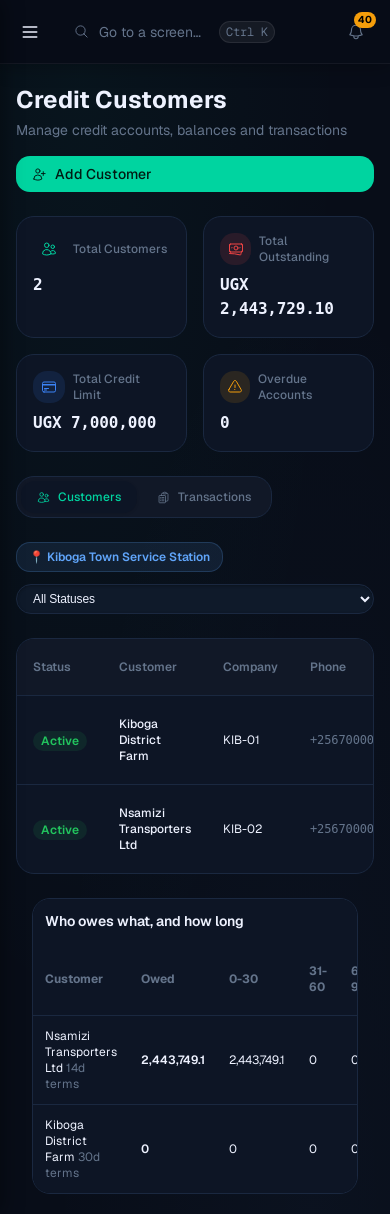 Go to a screen... Ctrl K 40
Credit Customers
Manage credit accounts, balances and transactions
Add Customer
Total Customers
2
Total
Outstanding
UGX
2,443,729.10
Total Credit
Limit
UGX 7,000,000
Overdue
Accounts
0
Customers Transactions
📍 Kiboga Town Service Station
All Statuses
Status Customer Company Phone
Active Kiboga
District
Farm KIB-01 +25670000
Active Nsamizi
Transporters
Ltd KIB-02 +25670000
Who owes what, and how long
Customer Owed 0-30 31-
60
Nsamizi
Transporters
Ltd 14d
terms 2,443,749.1 2,443,749.1 0
Kiboga
District
Farm 30d
terms 0 0 0